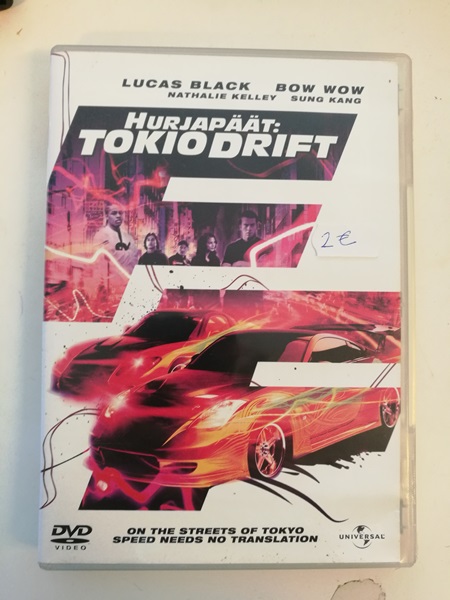 LUCAS BLACK BOW WOW
NATHALIE KELLEY SUNG KANG
HURJAPÄÄT:
TOKIO DRIFT
2€
DVD
VIDEO
ON THE STREETS OF TOKYO
SPEED NEEDS NO TRANSLATION
UNIVERSAL